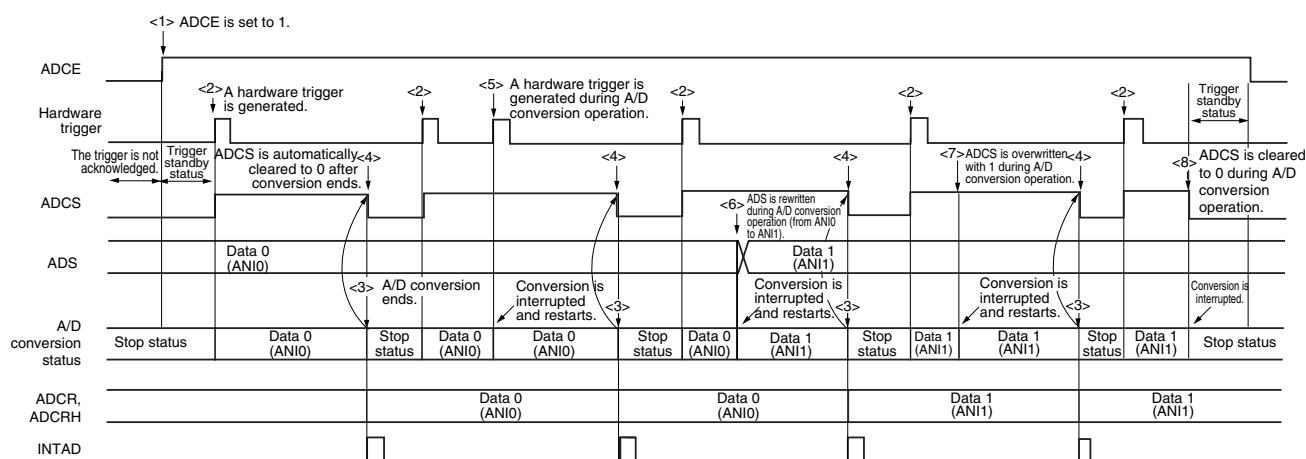 <1> ADCE is set to 1.
ADCE
<2> A hardware trigger
is generated.
<2>
<5> A hardware trigger is
generated during A/D
conversion operation.
<2>
<2>
<2>
Trigger
standby
status
Hardware
trigger
The trigger is not
acknowledged.
Trigger
standby
status
ADCS is automatically
cleared to 0 after
conversion ends.
<4>
<4>
<4>
<7> ADCS is overwritten
with 1 during A/D
conversion operation.
<4>
<8> ADCS is cleared
to 0 during A/D
conversion
operation.
ADCS
<6> ADS is rewritten
during A/D conversion
operation (from ANI0
to ANI1).
ADS
Data 0
(ANI0)
Data 1
(ANI1)
<3> A/D conversion
ends.
Conversion is
interrupted
and restarts.
<3>
Conversion is
interrupted
and restarts.
<3>
Conversion is
interrupted
and restarts.
<3>
Conversion is
interrupted.
A/D
conversion
status
Stop status
Data 0
(ANI0)
Stop
status
Data 0
(ANI0)
Data 0
(ANI0)
Stop
status
Data 0
(ANI0)
Data 1
(ANI1)
Stop
status
Data 1
(ANI1)
Data 1
(ANI1)
Stop
status
Data 1
(ANI1)
Stop status
ADCR,
ADCRH
Data 0
(ANI0)
Data 0
(ANI0)
Data 1
(ANI1)
Data 1
(ANI1)
INTAD